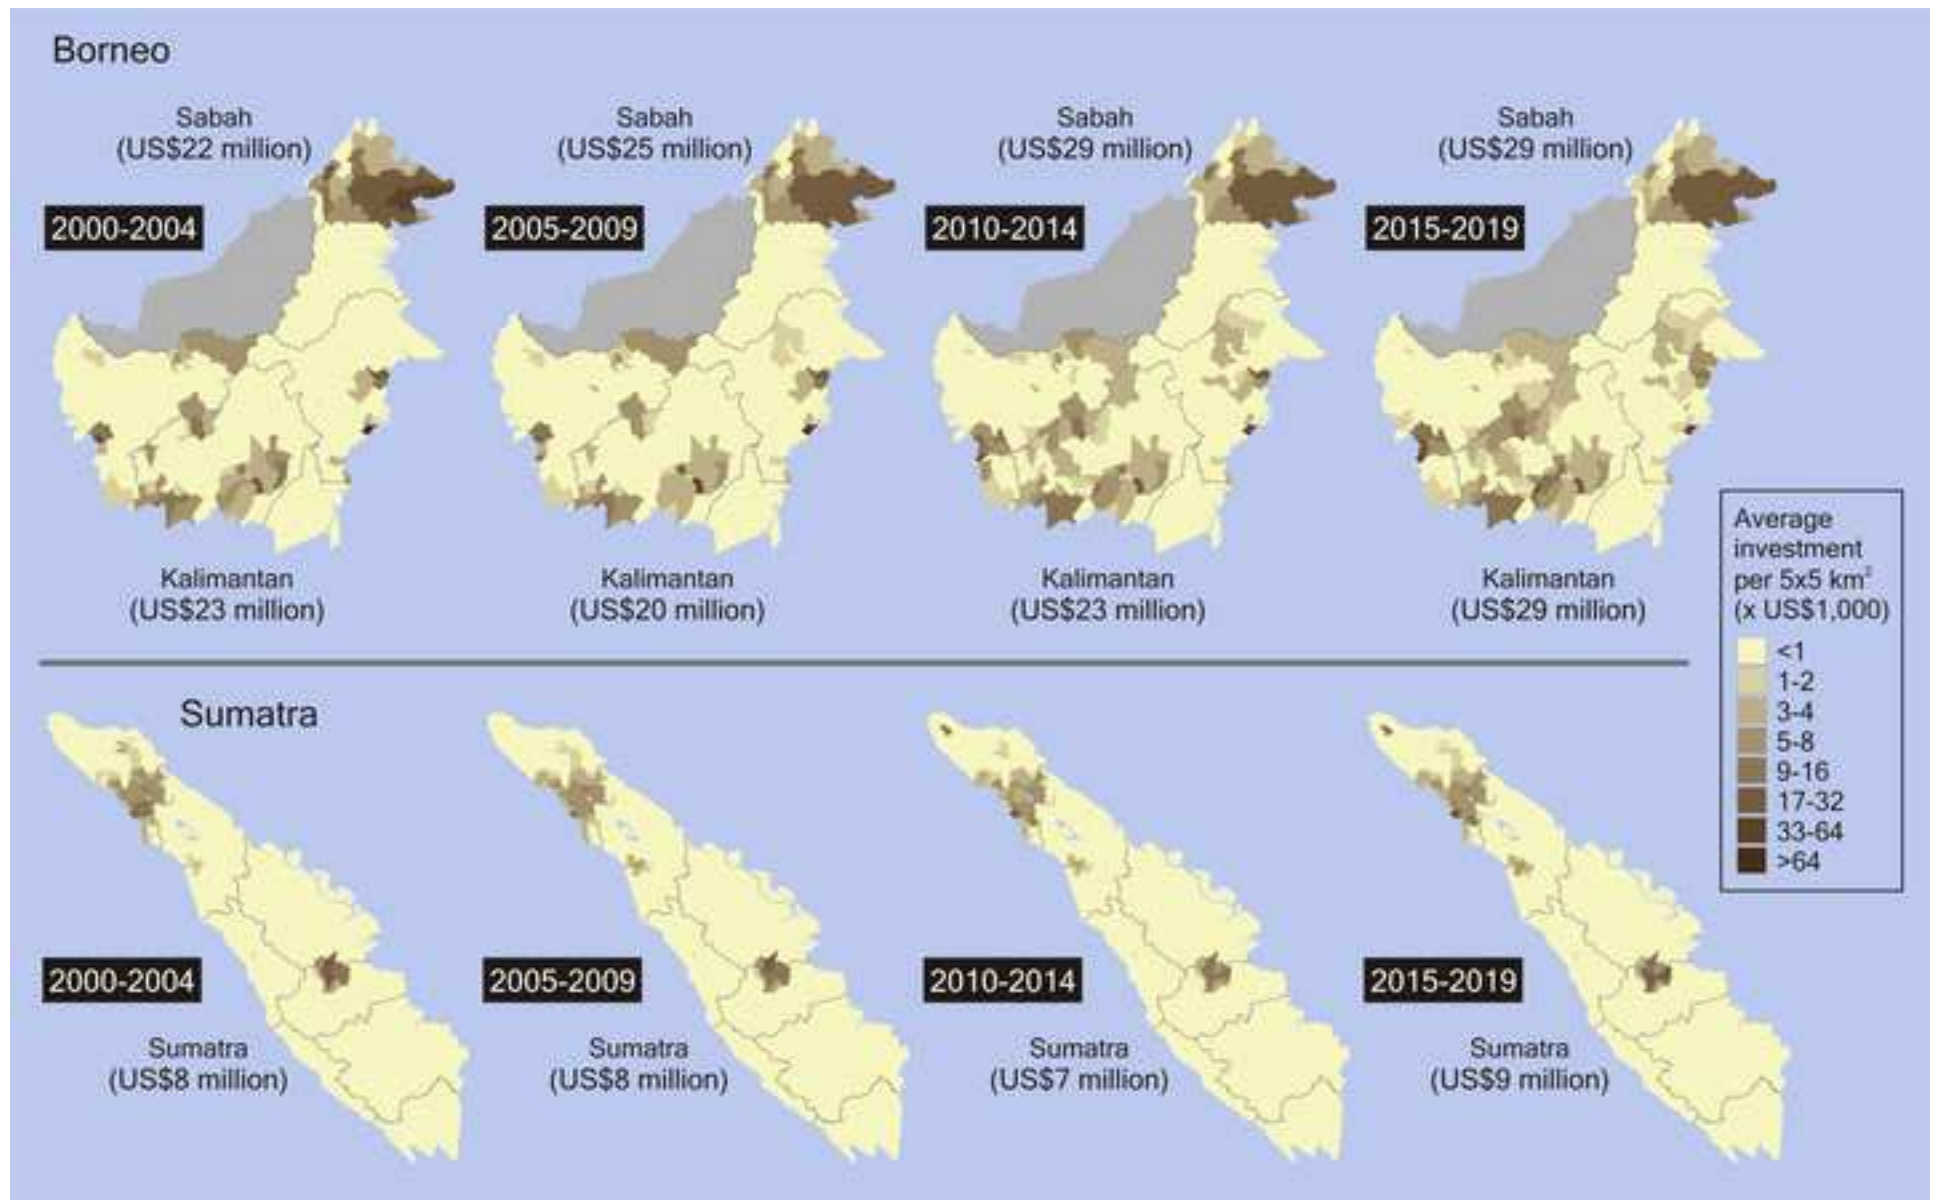 Borneo
Sabah
(US$22 million)
2000-2004
Kalimantan
(US$23 million)
Sabah
(US$25 million)
2005-2009
Kalimantan
(US$20 million)
Sabah
(US$29 million)
2010-2014
Kalimantan
(US$23 million)
Sabah
(US$29 million)
2015-2019
Kalimantan
(US$29 million)
Average
investment
per 5x5 km²
(x US$1,000)
<1
1-2
3-4
5-8
9-16
17-32
33-64
>64
Sumatra
2000-2004
Sumatra
(US$8 million)
2005-2009
Sumatra
(US$8 million)
2010-2014
Sumatra
(US$7 million)
2015-2019
Sumatra
(US$9 million)